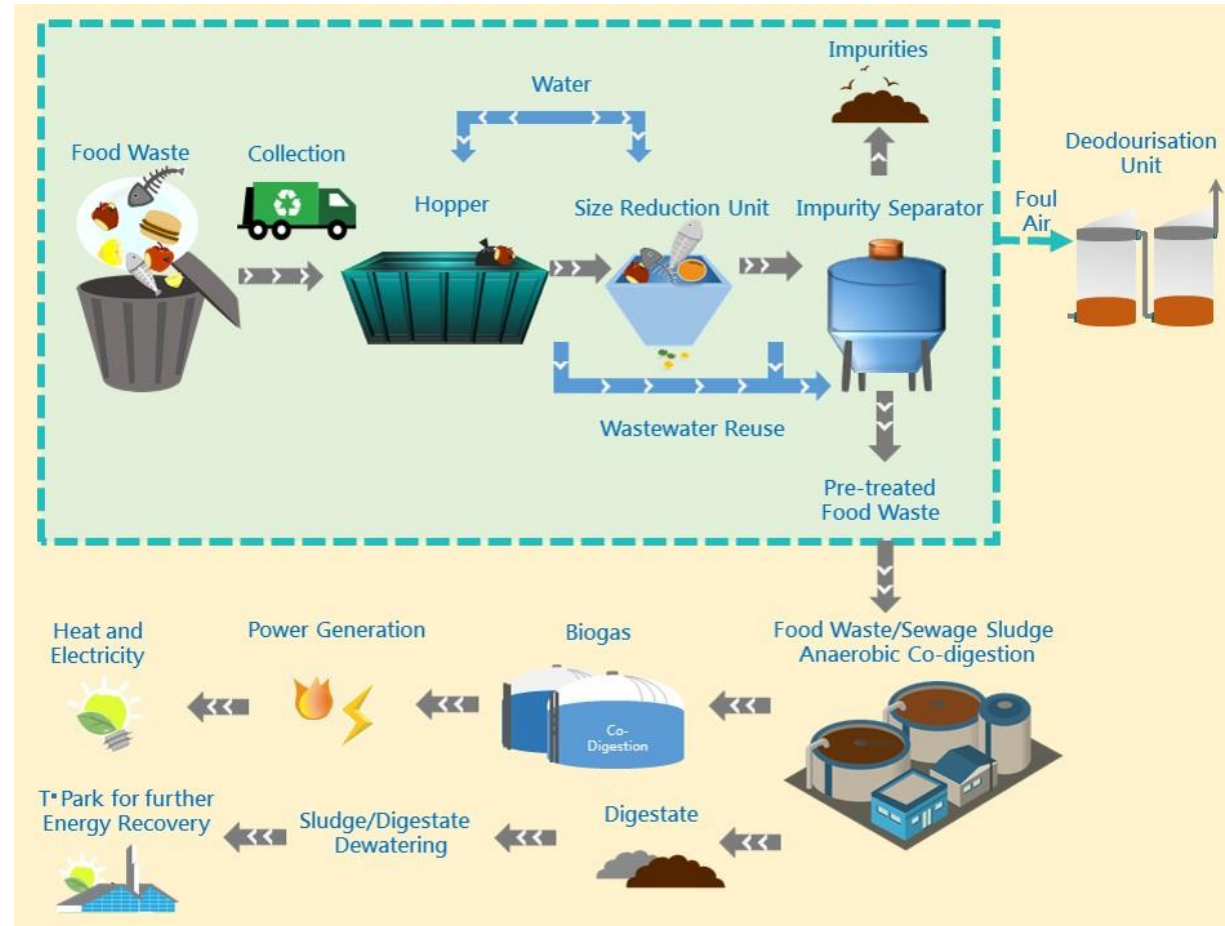 Impurities
Water
Deodourisation
Unit
Food Waste
Collection
Hopper
Size Reduction Unit
Impurity Separator
Foul
Air
Wastewater Reuse
Pre-treated
Food Waste
Heat and
Electricity
Power Generation
Biogas
Food Waste/Sewage Sludge
Anaerobic Co-digestion
Co-
Digestion
T▪Park for further
Energy Recovery
Sludge/Digestate
Dewatering
Digestate